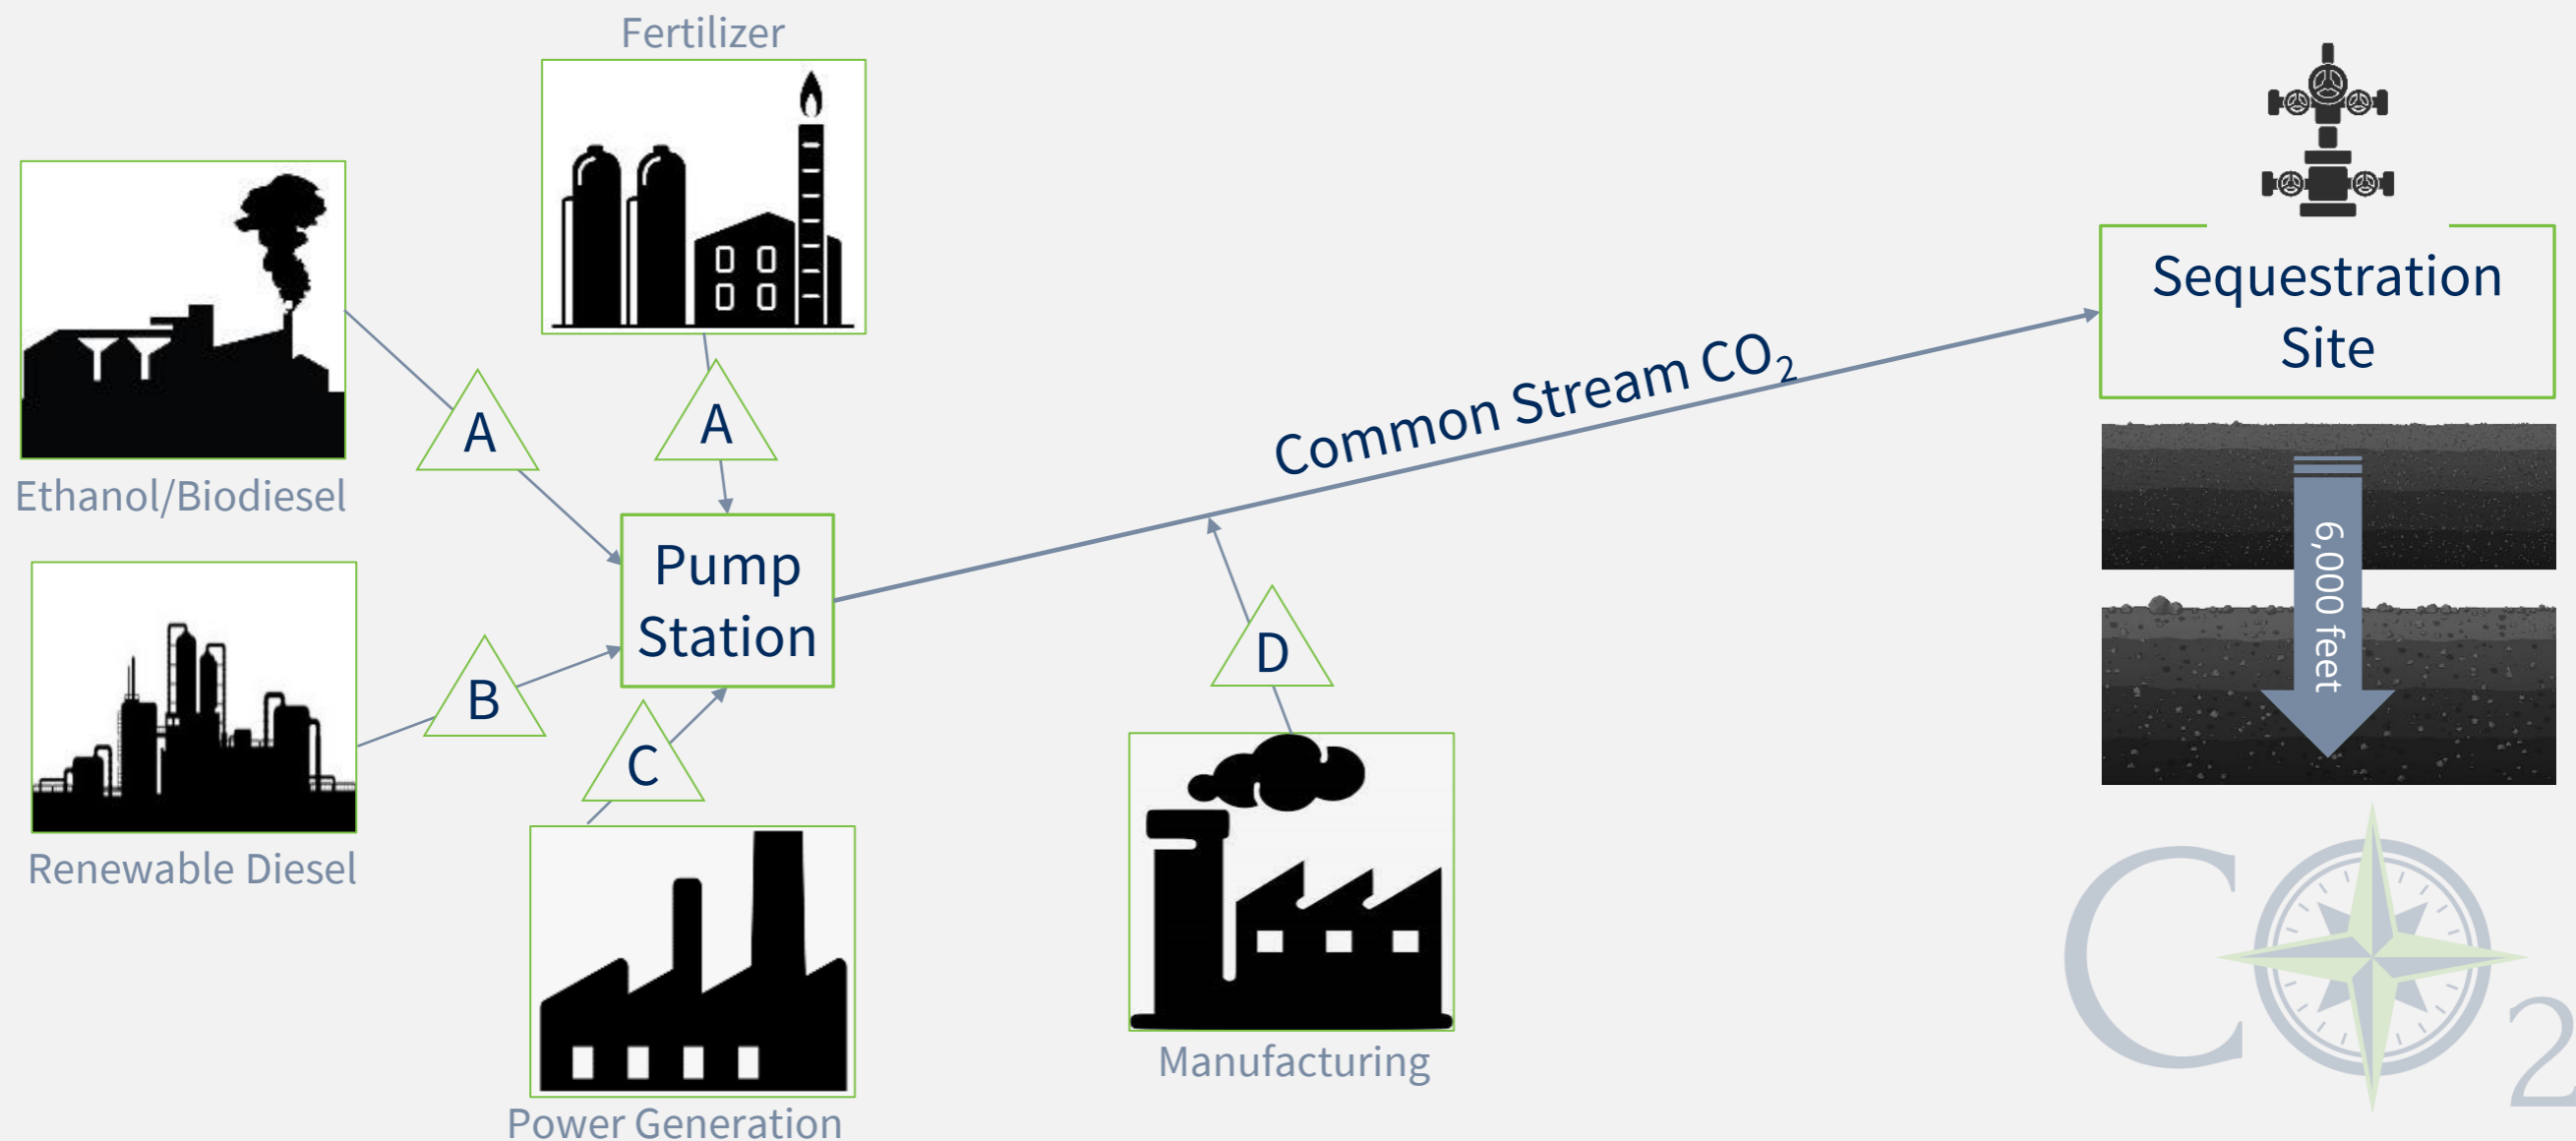 Fertilizer
Ethanol/Biodiesel
A
A
Renewable Diesel
B
Pump
Station
C
Power Generation
Common Stream CO₂
D
Manufacturing
Sequestration
Site
6,000 feet
CO2